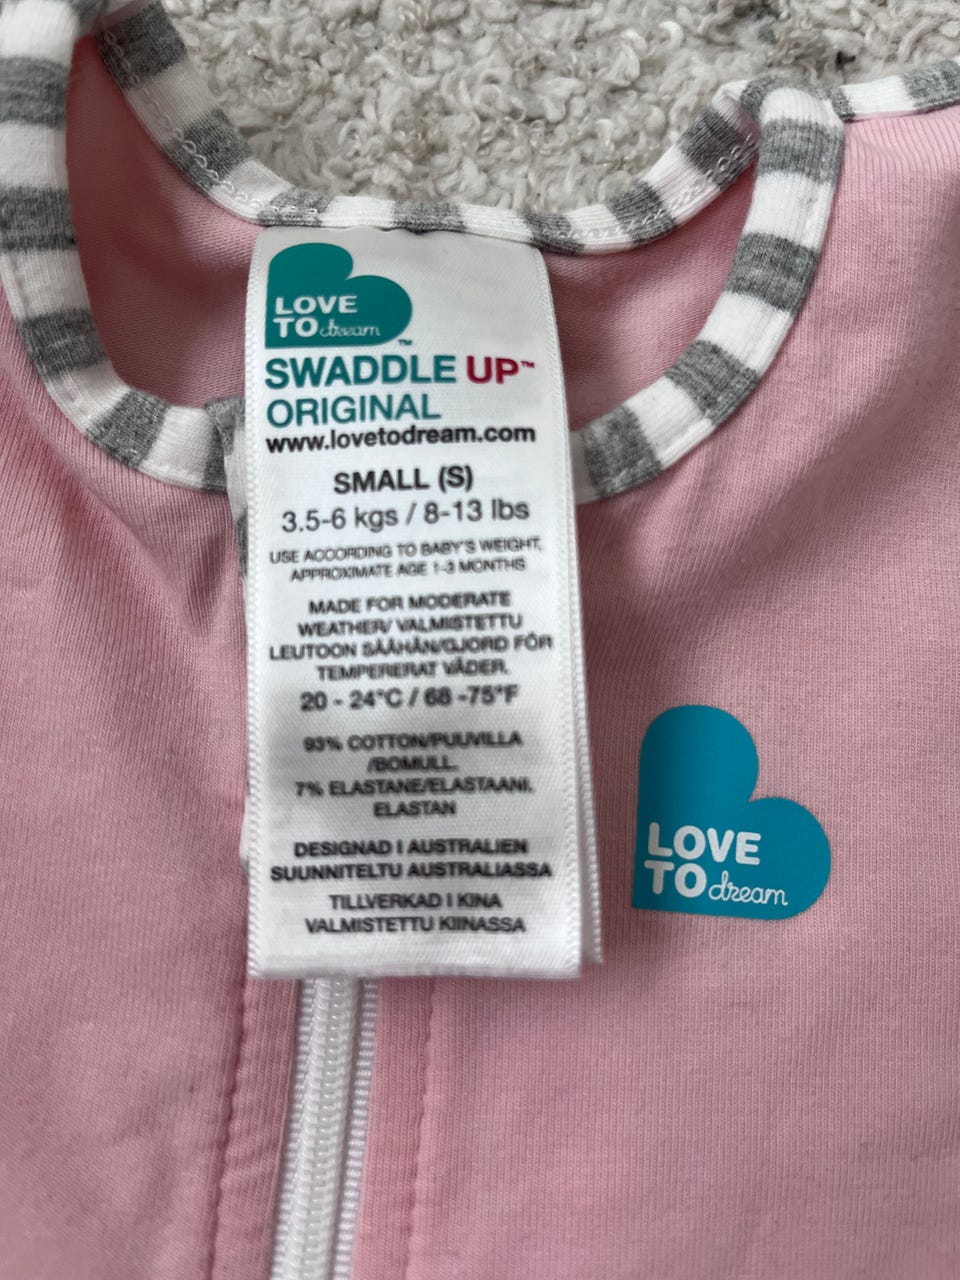 LOVE
TO dream™
SWADDLE UP™
ORIGINAL
www.lovetodream.com
SMALL (S)
3.5-6 kgs / 8-13 lbs
USE ACCORDING TO BABY'S WEIGHT,
APPROXIMATE AGE 1-3 MONTHS
MADE FOR MODERATE
WEATHER/ VALMISTETTU
LEUTOON SÄÄHÄN/GJORD FÖR
TEMPERERAT VÄDER.
20 - 24°C / 68 -75°F
93% COTTON/PUUVILLA
/BOMULL.
7% ELASTANE/ELASTAANI,
ELASTAN
DESIGNAD I AUSTRALIEN
SUUNNITELTU AUSTRALIASSA
TILLVERKAD I KINA
VALMISTETTU KIINASSA
LOVE
TO dream